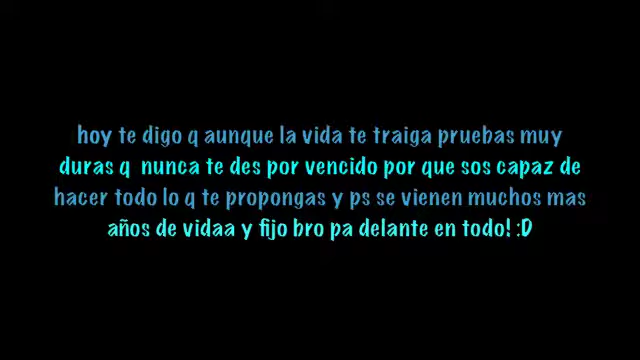 hoy te digo q aunque la vida te traiga pruebas muy
duras q nunca te des por vencido por que sos capaz de
hacer todo lo q te propongas y ps se vienen muchos mas
años de vidaa y fijo bro pa delante en todo! :D